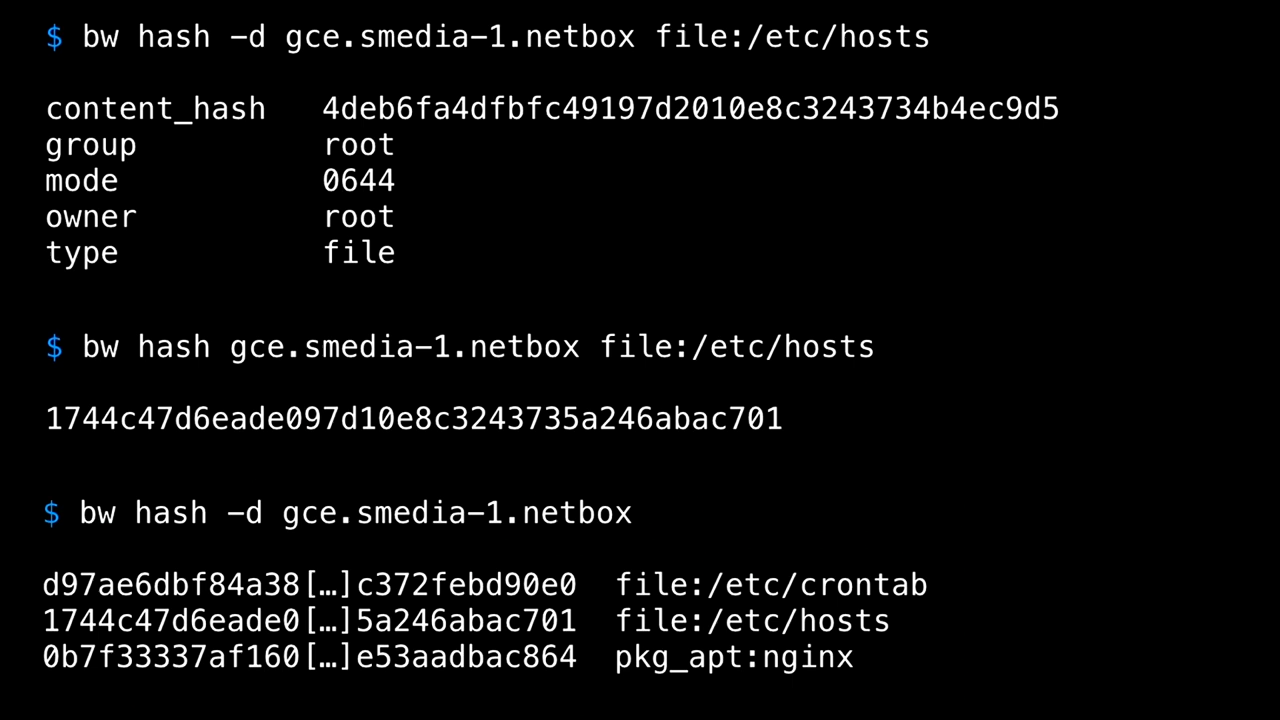 $ bw hash -d gce.smedia-1.netbox file:/etc/hosts
content_hash 4deb6fa4dfbfc49197d2010e8c3243734b4ec9d5
group root
mode 0644
owner root
type file
$ bw hash gce.smedia-1.netbox file:/etc/hosts
1744c47d6eade097d10e8c3243735a246abac701
$ bw hash -d gce.smedia-1.netbox
d97ae6dbf84a38[…]c372febd90e0 file:/etc/crontab
1744c47d6eade0[…]5a246abac701 file:/etc/hosts
0b7f33337af160[…]e53aadbac864 pkg_apt:nginx